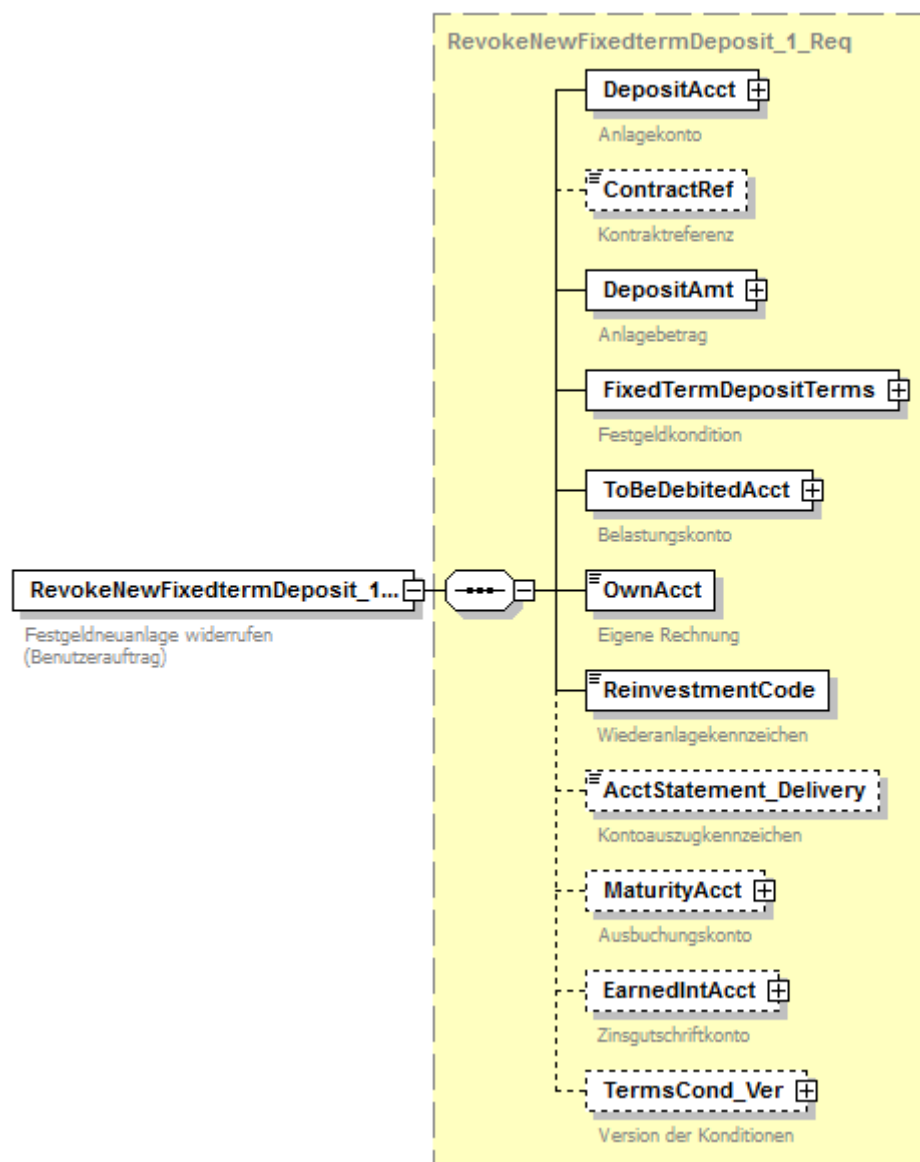 RevokeNewFixedtermDeposit_1_Req
DepositAcct
Anlagekonto
ContractRef
Kontraktreferenz
DepositAmt
Anlagebetrag
FixedTermDepositTerms
Festgeldkondition
ToBeDebitedAcct
Belastungskonto
RevokeNewFixedtermDeposit_1...
Festgeldneuanlage widerrufen
(Benutzerauftrag)
OwnAcct
Eigene Rechnung
ReinvestmentCode
Wiederanlagekennzeichen
AcctStatement_Delivery
Kontoauszugkennzeichen
MaturityAcct
Ausbuchungskonto
EarnedIntAcct
Zinsgutschriftkonto
TermsCond_Ver
Version der Konditionen